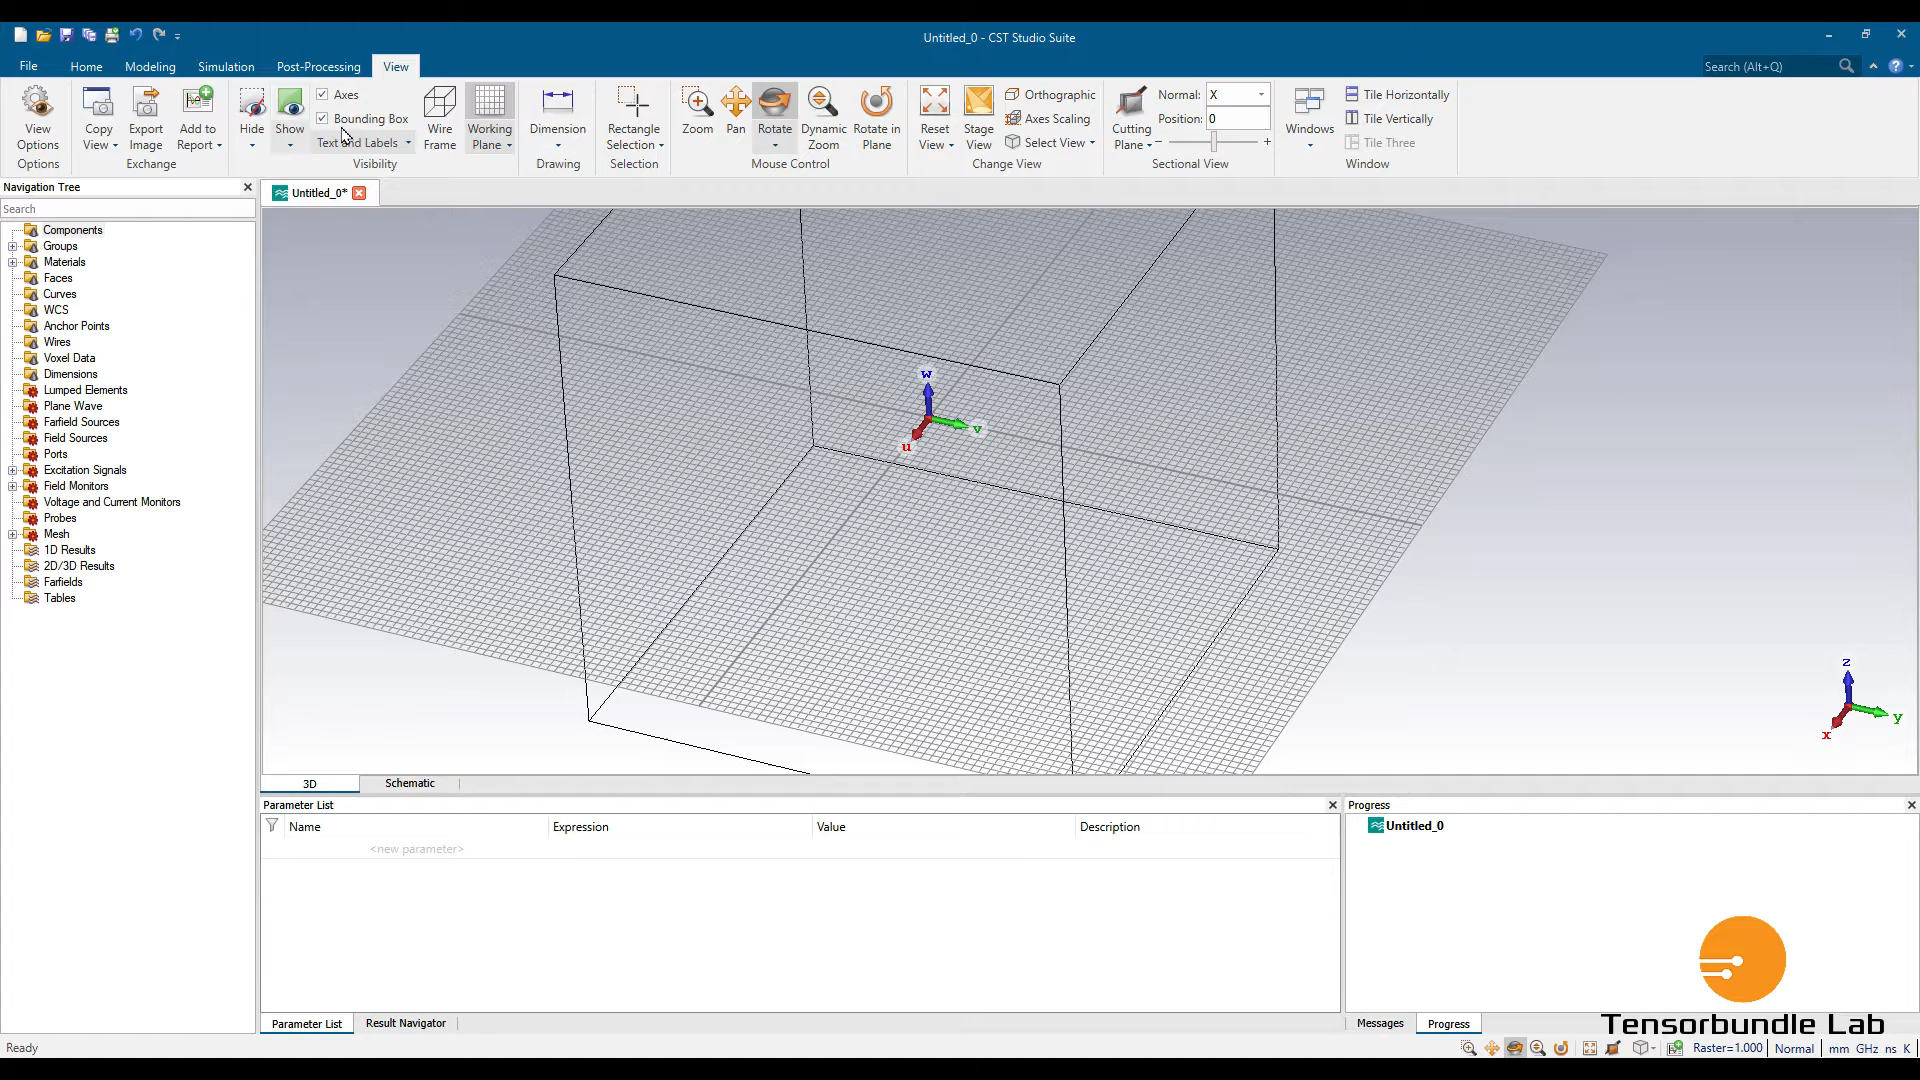 Untitled_0 - CST Studio Suite
File
Home
Modeling
Simulation
Post-Processing
View
Search (Alt+Q)
View Options
Options
Copy View
Export Image
Add to Report
Exchange
Hide
Show
Axes
Bounding Box
Text and Labels
Visibility
Wire Frame
Working Plane
Dimension
Drawing
Rectangle Selection
Selection
Zoom
Pan
Rotate
Dynamic Zoom
Rotate in Plane
Mouse Control
Reset View
Stage View
Orthographic
Axes Scaling
Select View
Change View
Cutting Plane
Normal: X
Position: 0
Sectional View
Windows
Tile Horizontally
Tile Vertically
Tile Three
Window
Navigation Tree
Search
Components
Groups
Materials
Faces
Curves
WCS
Anchor Points
Wires
Voxel Data
Dimensions
Lumped Elements
Plane Wave
Farfield Sources
Field Sources
Ports
Excitation Signals
Field Monitors
Voltage and Current Monitors
Probes
Mesh
1D Results
2D/3D Results
Farfields
Tables
Untitled_0*
w
v
u
z
y
x
3D
Schematic
Parameter List
Name
Expression
Value
Description
<new parameter>
Parameter List
Result Navigator
Progress
Untitled_0
Messages
Progress
Tensorbundle Lab
Ready
Raster=1.000
Normal
mm GHz ns K